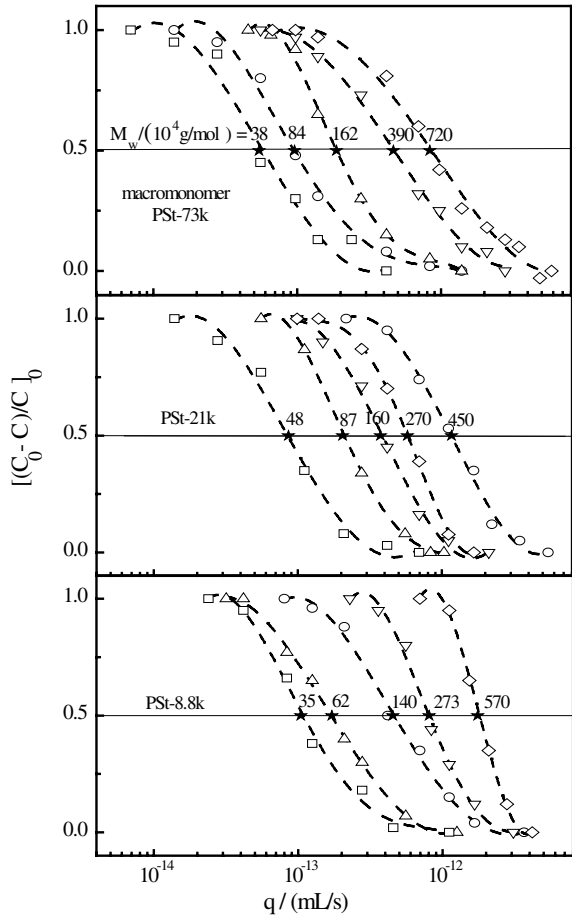 1.0
M_w/(10^4g/mol) = 38 84 162 390 720
0.5
macromonomer
PSt-73k
0.0
1.0
PSt-21k 48 87 160 270 450
0.5
0.0
1.0
PSt-8.8k 35 62 140 273 570
0.5
0.0
[(C_0- C)/C ]_0
10^-14 10^-13 10^-12
q / (mL/s)